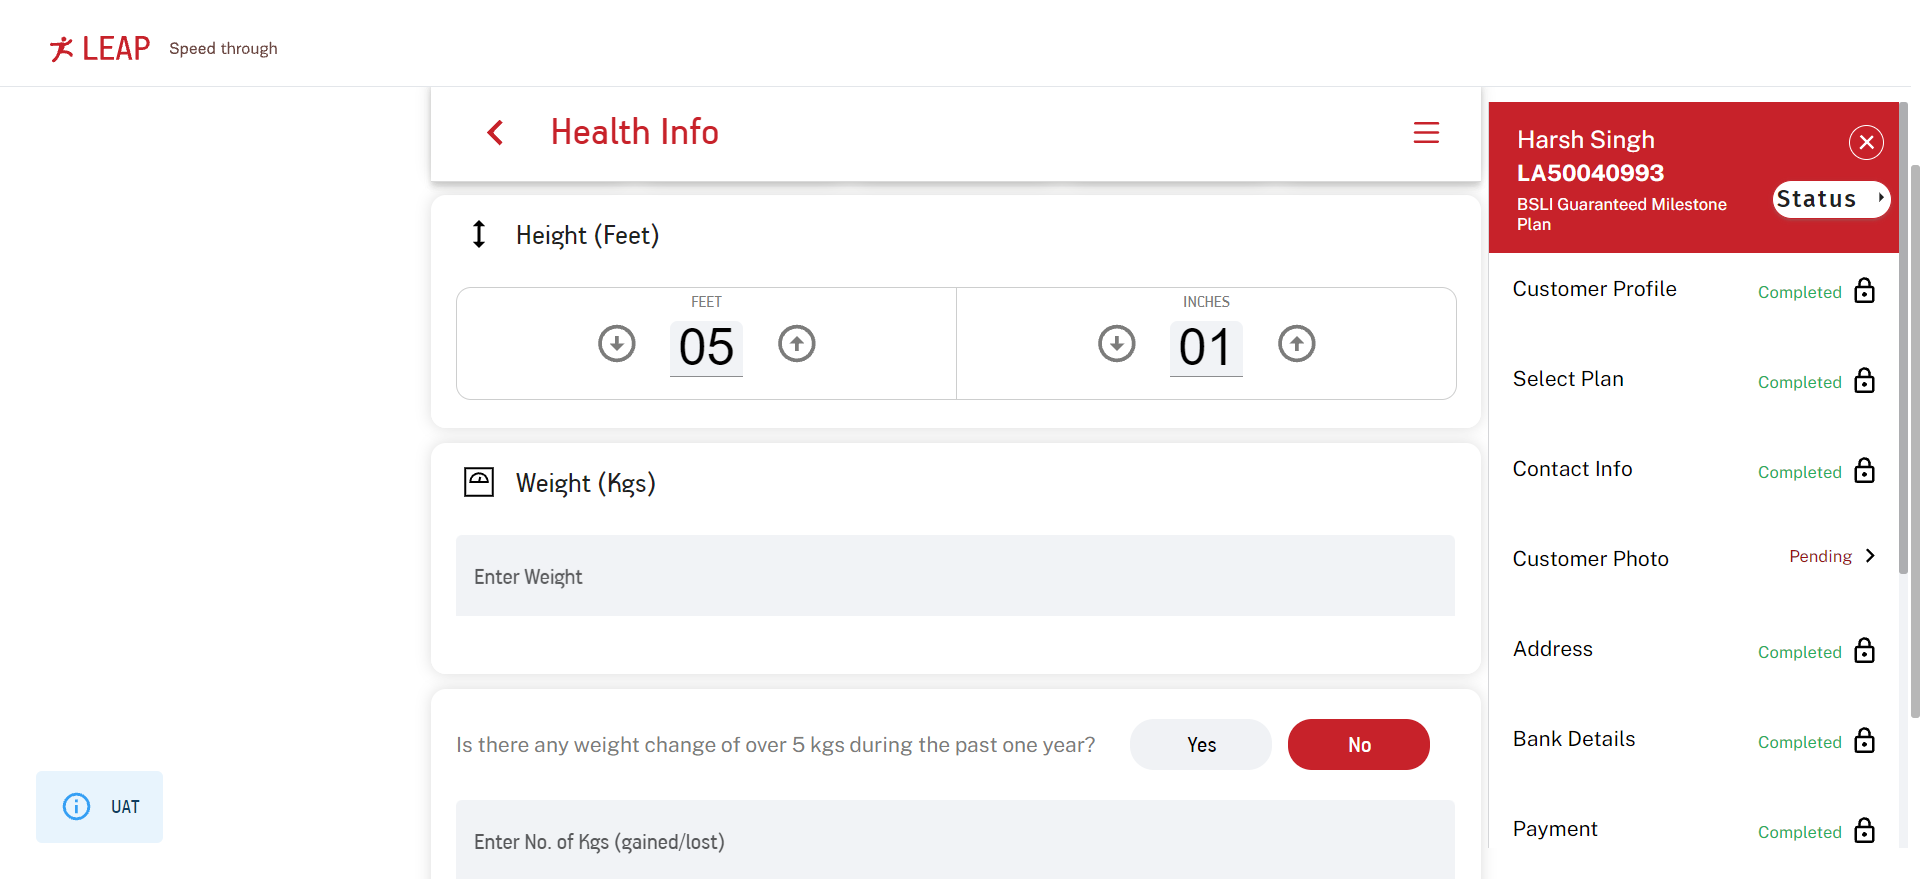 LEAP Speed through
Health Info
Height (Feet)
FEET
05
INCHES
01
Weight (Kgs)
Enter Weight
Is there any weight change of over 5 kgs during the past one year?
Yes
No
Enter No. of Kgs (gained/lost)
UAT
Harsh Singh
LA50040993
BSLI Guaranteed Milestone
Plan
Status
Customer Profile Completed
Select Plan Completed
Contact Info Completed
Customer Photo Pending
Address Completed
Bank Details Completed
Payment Completed